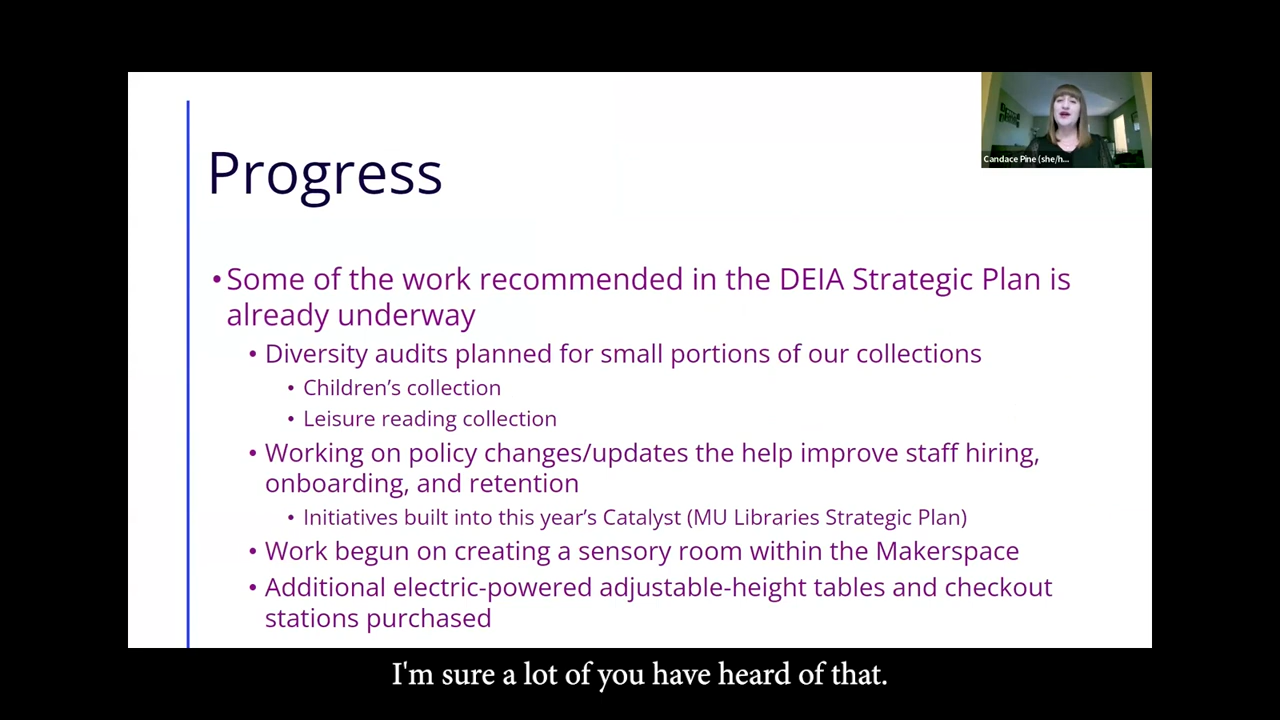 Candace Pine (she/h...
Progress
• Some of the work recommended in the DEIA Strategic Plan is
already underway
• Diversity audits planned for small portions of our collections
• Children’s collection
• Leisure reading collection
• Working on policy changes/updates the help improve staff hiring,
onboarding, and retention
• Initiatives built into this year’s Catalyst (MU Libraries Strategic Plan)
• Work begun on creating a sensory room within the Makerspace
• Additional electric-powered adjustable-height tables and checkout
stations purchased
I'm sure a lot of you have heard of that.